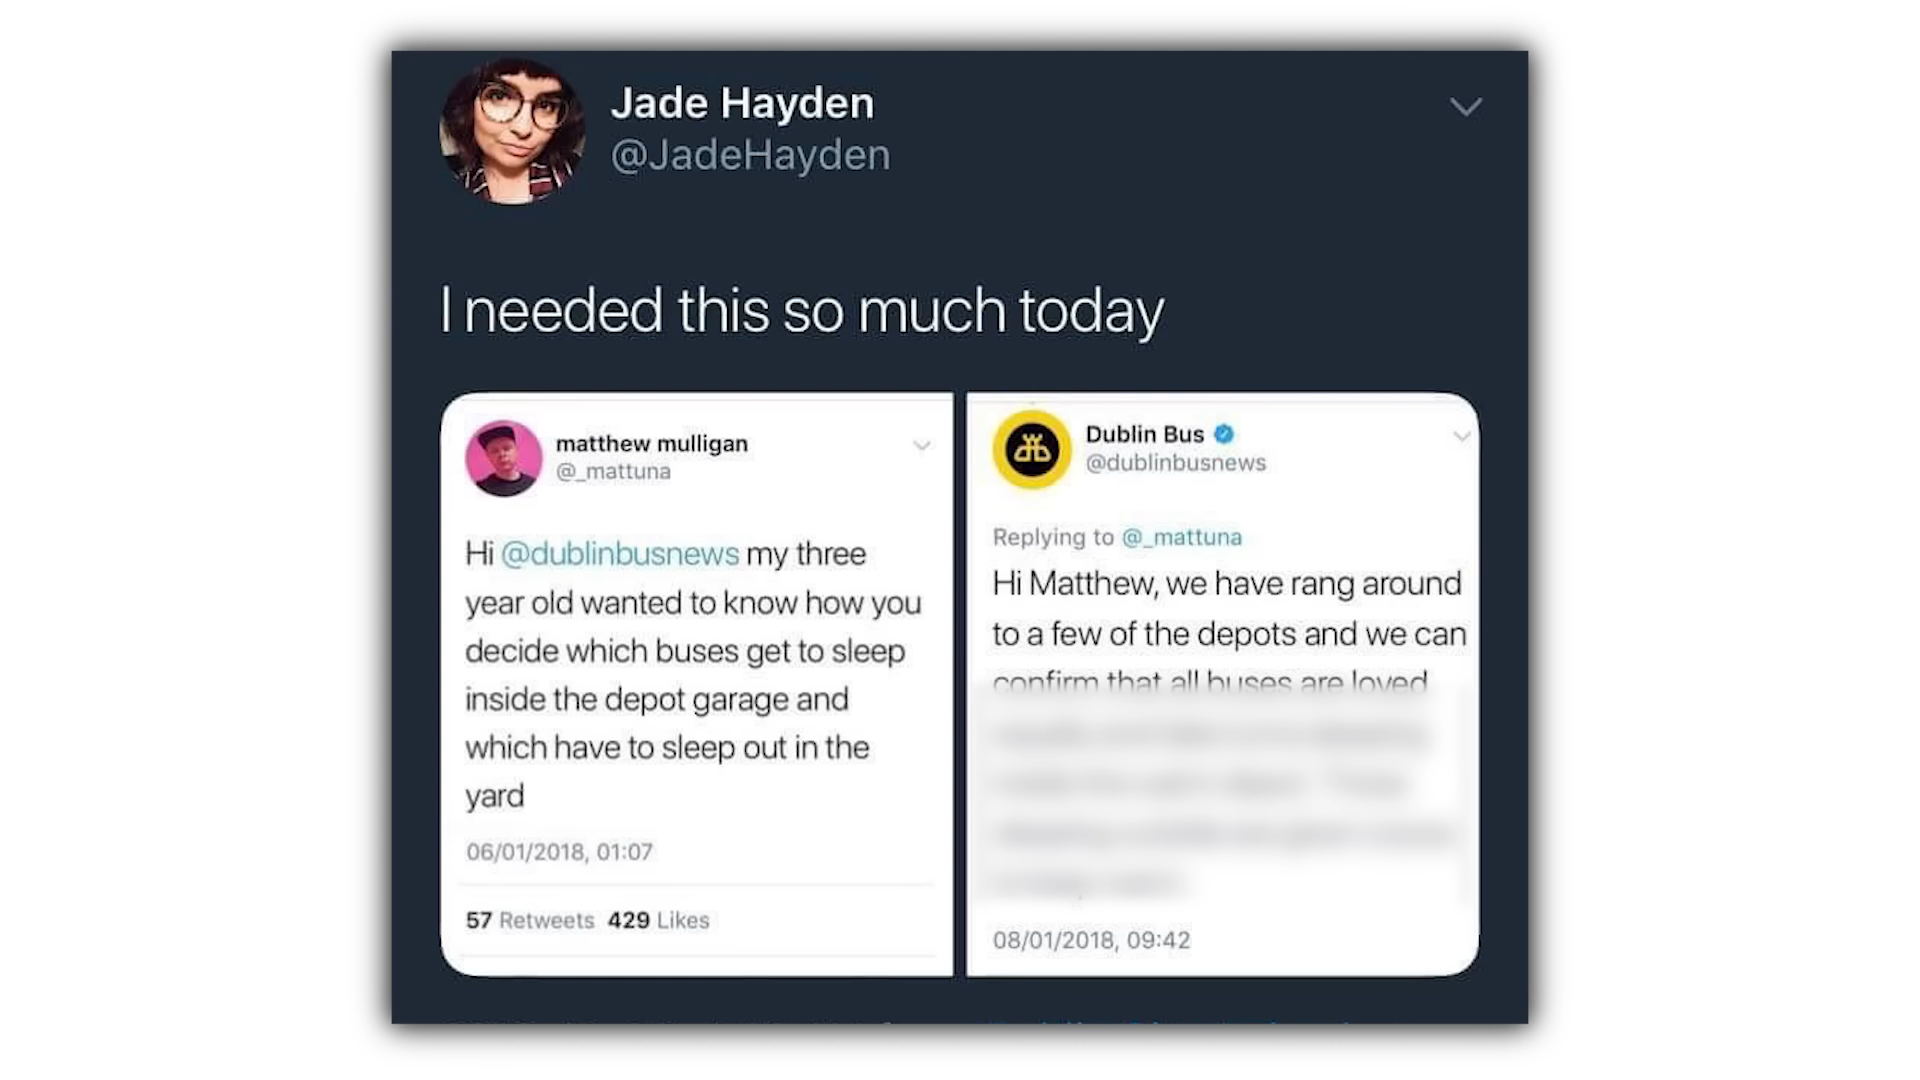 Jade Hayden
@JadeHayden
I needed this so much today
matthew mulligan
@_mattuna
Hi @dublinbusnews my three
year old wanted to know how you
decide which buses get to sleep
inside the depot garage and
which have to sleep out in the
yard
06/01/2018, 01:07
57 Retweets 429 Likes
Dublin Bus
@dublinbusnews
Replying to @_mattuna
Hi Matthew, we have rang around
to a few of the depots and we can
confirm that all buses are loved
08/01/2018, 09:42